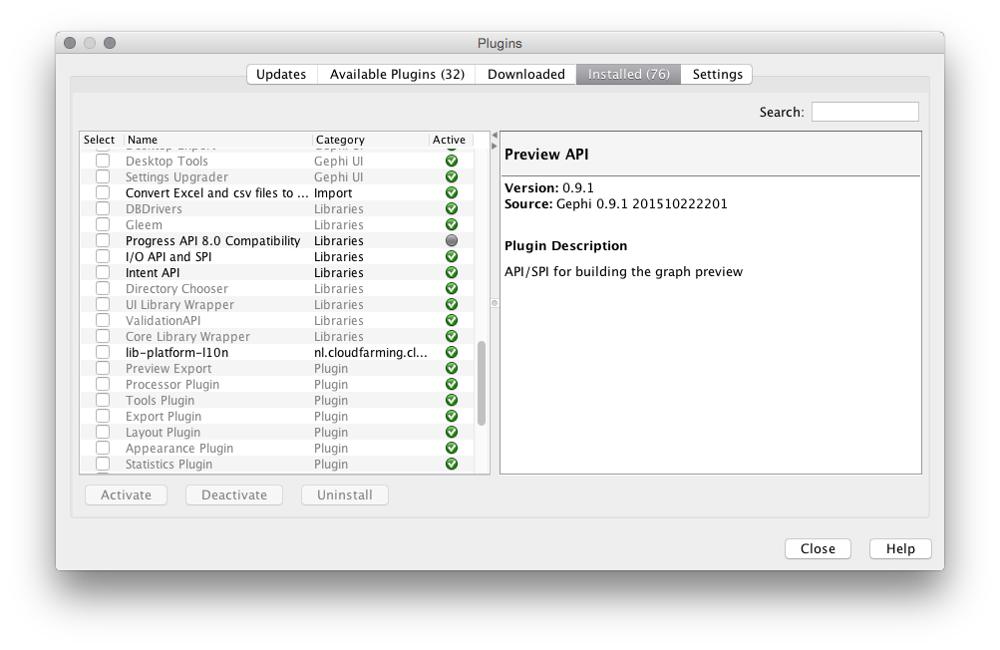 Plugins
Updates Available Plugins (32) Downloaded Installed (76) Settings
Search:
Select Name Category Active
Desktop Tools Gephi UI
Settings Upgrader Gephi UI
Convert Excel and csv files to ... Import
DBDrivers Libraries
Gleem Libraries
Progress API 8.0 Compatibility Libraries
I/O API and SPI Libraries
Intent API Libraries
Directory Chooser Libraries
UI Library Wrapper Libraries
ValidationAPI Libraries
Core Library Wrapper Libraries
lib-platform-l10n nl.cloudfarming.cl...
Preview Export Plugin
Processor Plugin Plugin
Tools Plugin Plugin
Export Plugin Plugin
Layout Plugin Plugin
Appearance Plugin Plugin
Statistics Plugin Plugin
Preview API
Version: 0.9.1
Source: Gephi 0.9.1 201510222201
Plugin Description
API/SPI for building the graph preview
Activate Deactivate Uninstall
Close Help